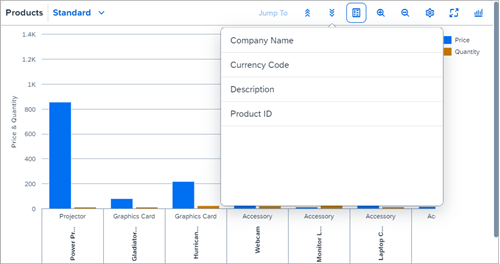 Products Standard Jump To
Company Name
Currency Code
Description
Product ID
Price
Quantity
Price & Quantity
1.4K
1.2K
1K
800
600
400
200
0
Projector Graphics Card Graphics Card Accessory Accessory Accessory Ac
Power Pr... Gladiator... Hurrican... Webcam Monitor L... Laptop C...